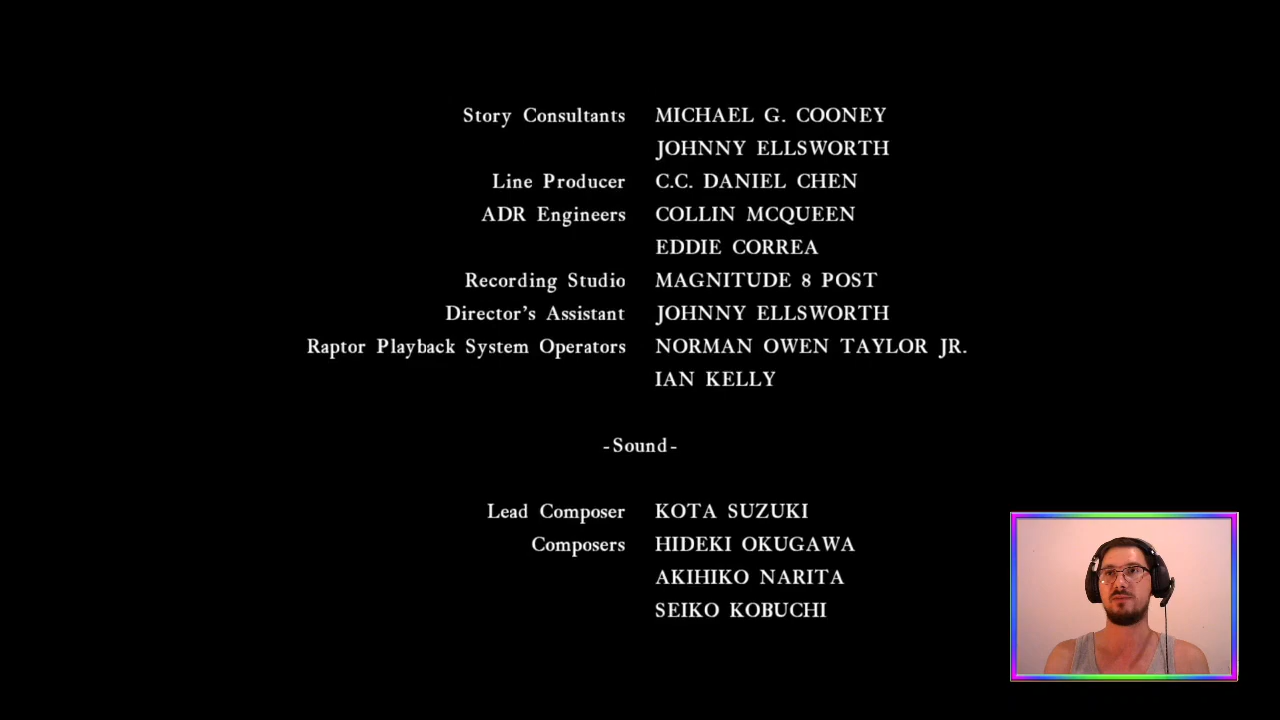 Story Consultants MICHAEL G. COONEY
JOHNNY ELLSWORTH
Line Producer C.C. DANIEL CHEN
ADR Engineers COLLIN MCQUEEN
EDDIE CORREA
Recording Studio MAGNITUDE 8 POST
Director's Assistant JOHNNY ELLSWORTH
Raptor Playback System Operators NORMAN OWEN TAYLOR JR.
IAN KELLY
-Sound-
Lead Composer KOTA SUZUKI
Composers HIDEKI OKUGAWA
AKIHIKO NARITA
SEIKO KOBUCHI